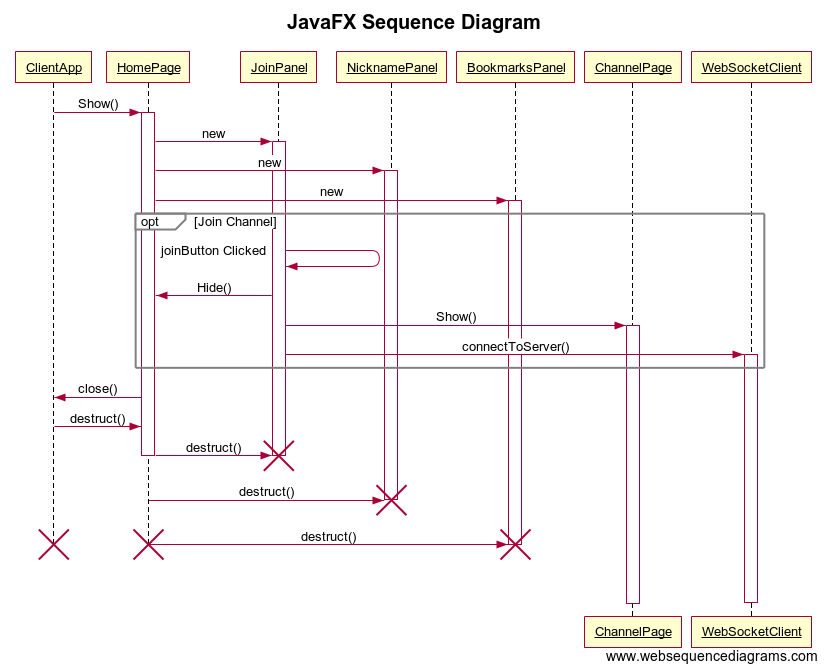 JavaFX Sequence Diagram
ClientApp
HomePage
JoinPanel
NicknamePanel
BookmarksPanel
ChannelPage
WebSocketClient
Show()
new
new
new
opt
[Join Channel]
joinButton Clicked
Hide()
Show()
connectToServer()
close()
destruct()
destruct()
destruct()
destruct()
ChannelPage
WebSocketClient
www.websequencediagrams.com